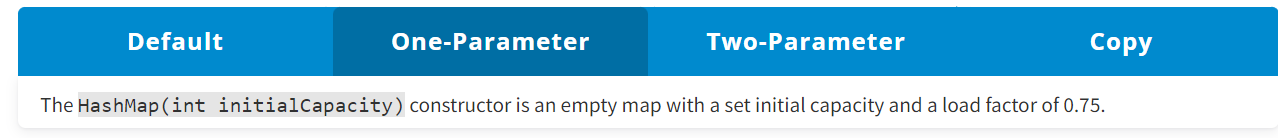 Default One-Parameter Two-Parameter Copy
The HashMap(int initialCapacity) constructor is an empty map with a set initial capacity and a load factor of 0.75.